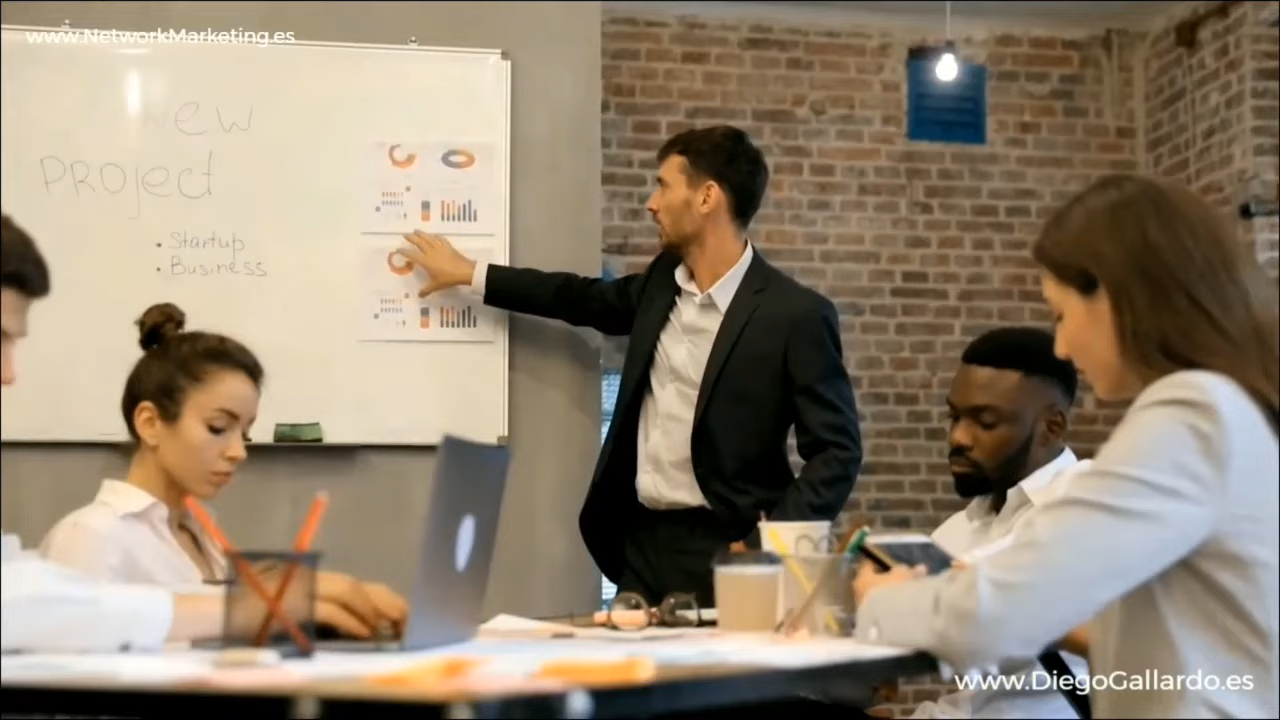 www.NetworkMarketing.es
New
PROJECT
• Startup
• Business
www.DiegoGallardo.es